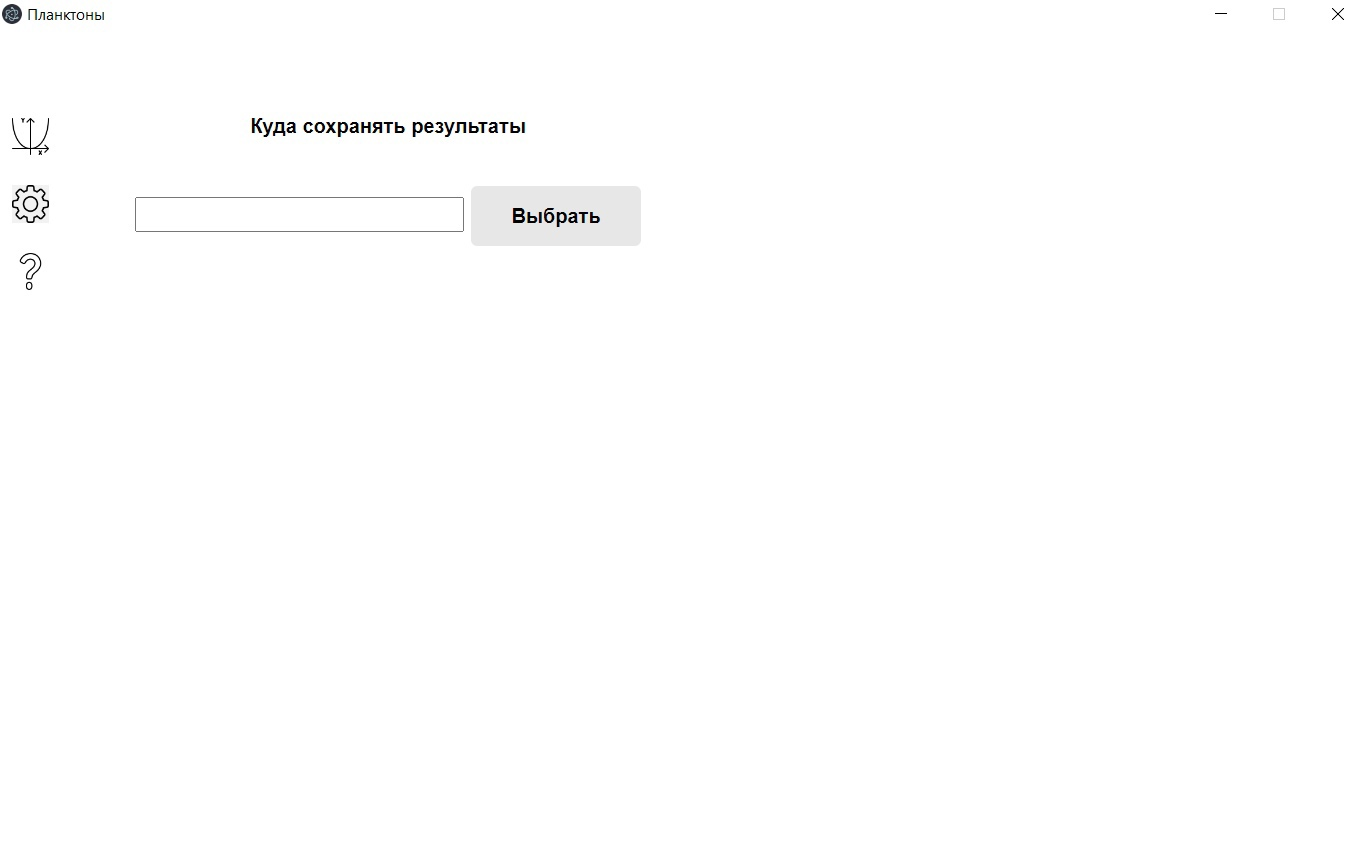 Планктоны
Y
X
Куда сохранять результаты
Выбрать